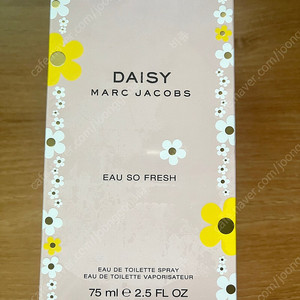 DAISY
MARC JACOBS
EAU SO FRESH
EAU DE TOILETTE SPRAY
EAU DE TOILETTE VAPORISATEUR
75 ml ℮ 2.5 FL OZ